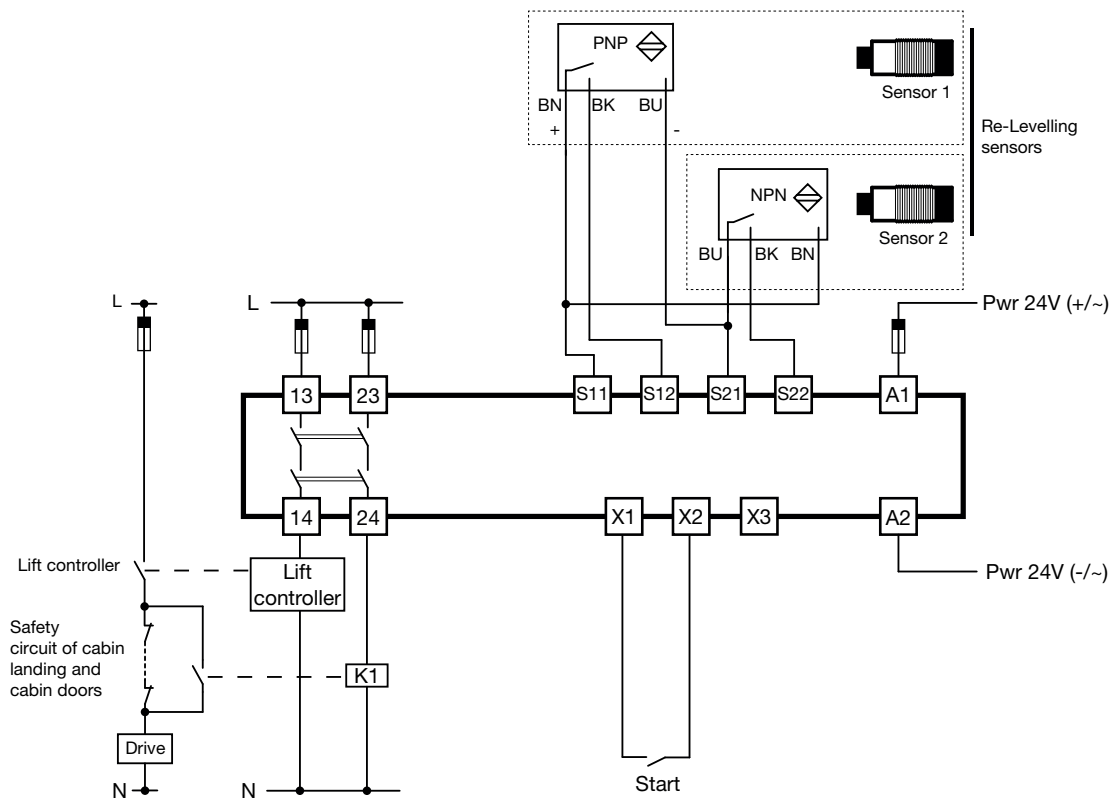 PNP
Sensor 1
BN
BK
BU
+
-
Re-Levelling
sensors
NPN
Sensor 2
BU
BK
BN
L
L
Pwr 24V (+/~)
13
23
S11
S12
S21
S22
A1
14
24
X1
X2
X3
A2
Lift controller
Lift
controller
Pwr 24V (-/~)
Safety
circuit of cabin
landing and
cabin doors
K1
Drive
Start
N
N